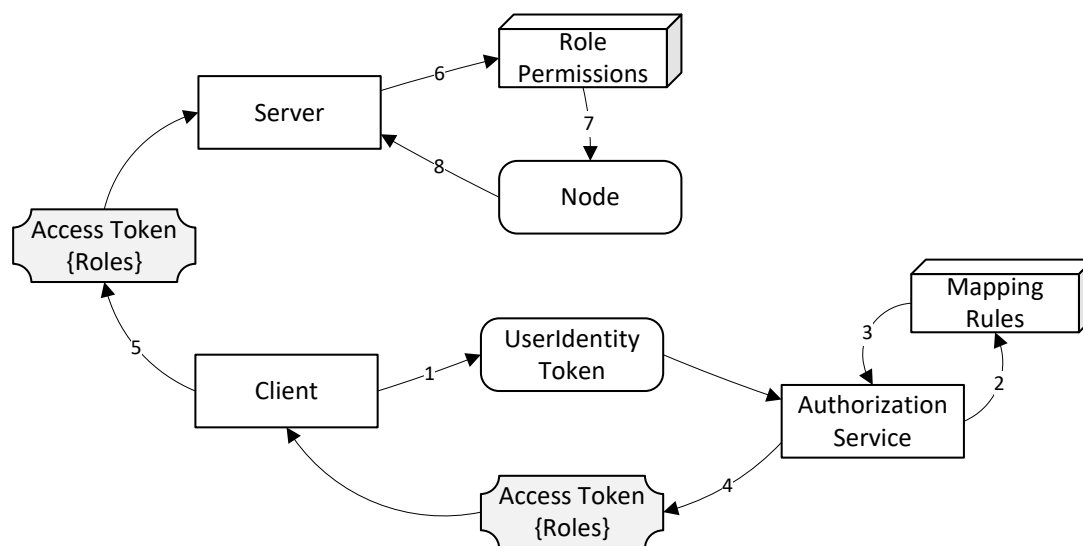 Role
Permissions
6
Server
7
8
Node
Access Token
{Roles}
Mapping
Rules
3
UserIdentity
Token
5
Client
1
2
Authorization
Service
4
Access Token
{Roles}